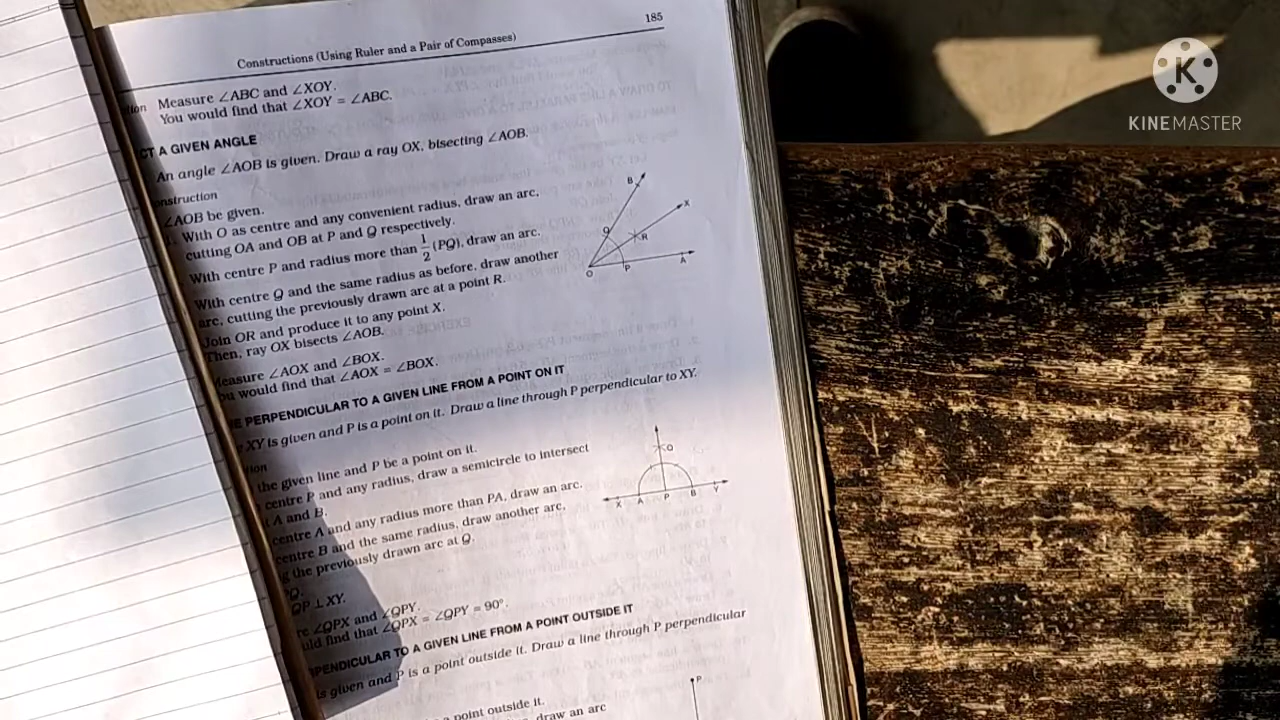 185
Constructions (Using Ruler and a Pair of Compasses)
Measure ∠ABC and ∠XOY.
You would find that ∠XOY = ∠ABC.
CT A GIVEN ANGLE
An angle ∠AOB is given. Draw a ray OX, bisecting ∠AOB.
onstruction
∠AOB be given.
With O as centre and any convenient radius, draw an arc,
cutting OA and OB at P and Q respectively.
With centre P and radius more than 1/2 (PQ), draw an arc.
With centre Q and the same radius as before, draw another
arc, cutting the previously drawn arc at a point R.
Join OR and produce it to any point X.
Then, ray OX bisects ∠AOB.
Measure ∠AOX and ∠BOX.
ou would find that ∠AOX = ∠BOX.
B
X
Q
R
O
P
A
E PERPENDICULAR TO A GIVEN LINE FROM A POINT ON IT
XY is given and P is a point on it. Draw a line through P perpendicular to XY.
tion
the given line and P be a point on it.
centre P and any radius, draw a semicircle to intersect
t A and B.
centre A and any radius more than PA, draw an arc.
centre B and the same radius, draw another arc,
g the previously drawn arc at Q.
PQ.
QP ⊥ XY.
re ∠QPX and ∠QPY.
uld find that ∠QPX = ∠QPY = 90°.
Q
X A P B Y
RPENDICULAR TO A GIVEN LINE FROM A POINT OUTSIDE IT
is given and P is a point outside it. Draw a line through P perpendicular
a point outside it.
draw an arc
P
K
KINEMASTER